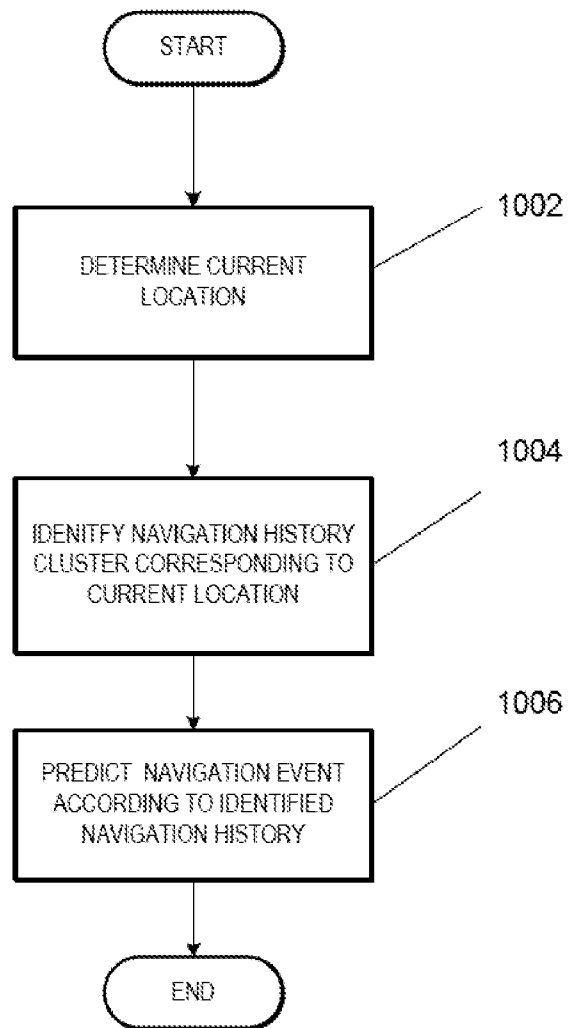 START
DETERMINE CURRENT
LOCATION
1002
IDENITFY NAVIGATION HISTORY
CLUSTER CORRESPONDING TO
CURRENT LOCATION
1004
PREDICT NAVIGATION EVENT
ACCORDING TO IDENTIFIED
NAVIGATION HISTORY
1006
END